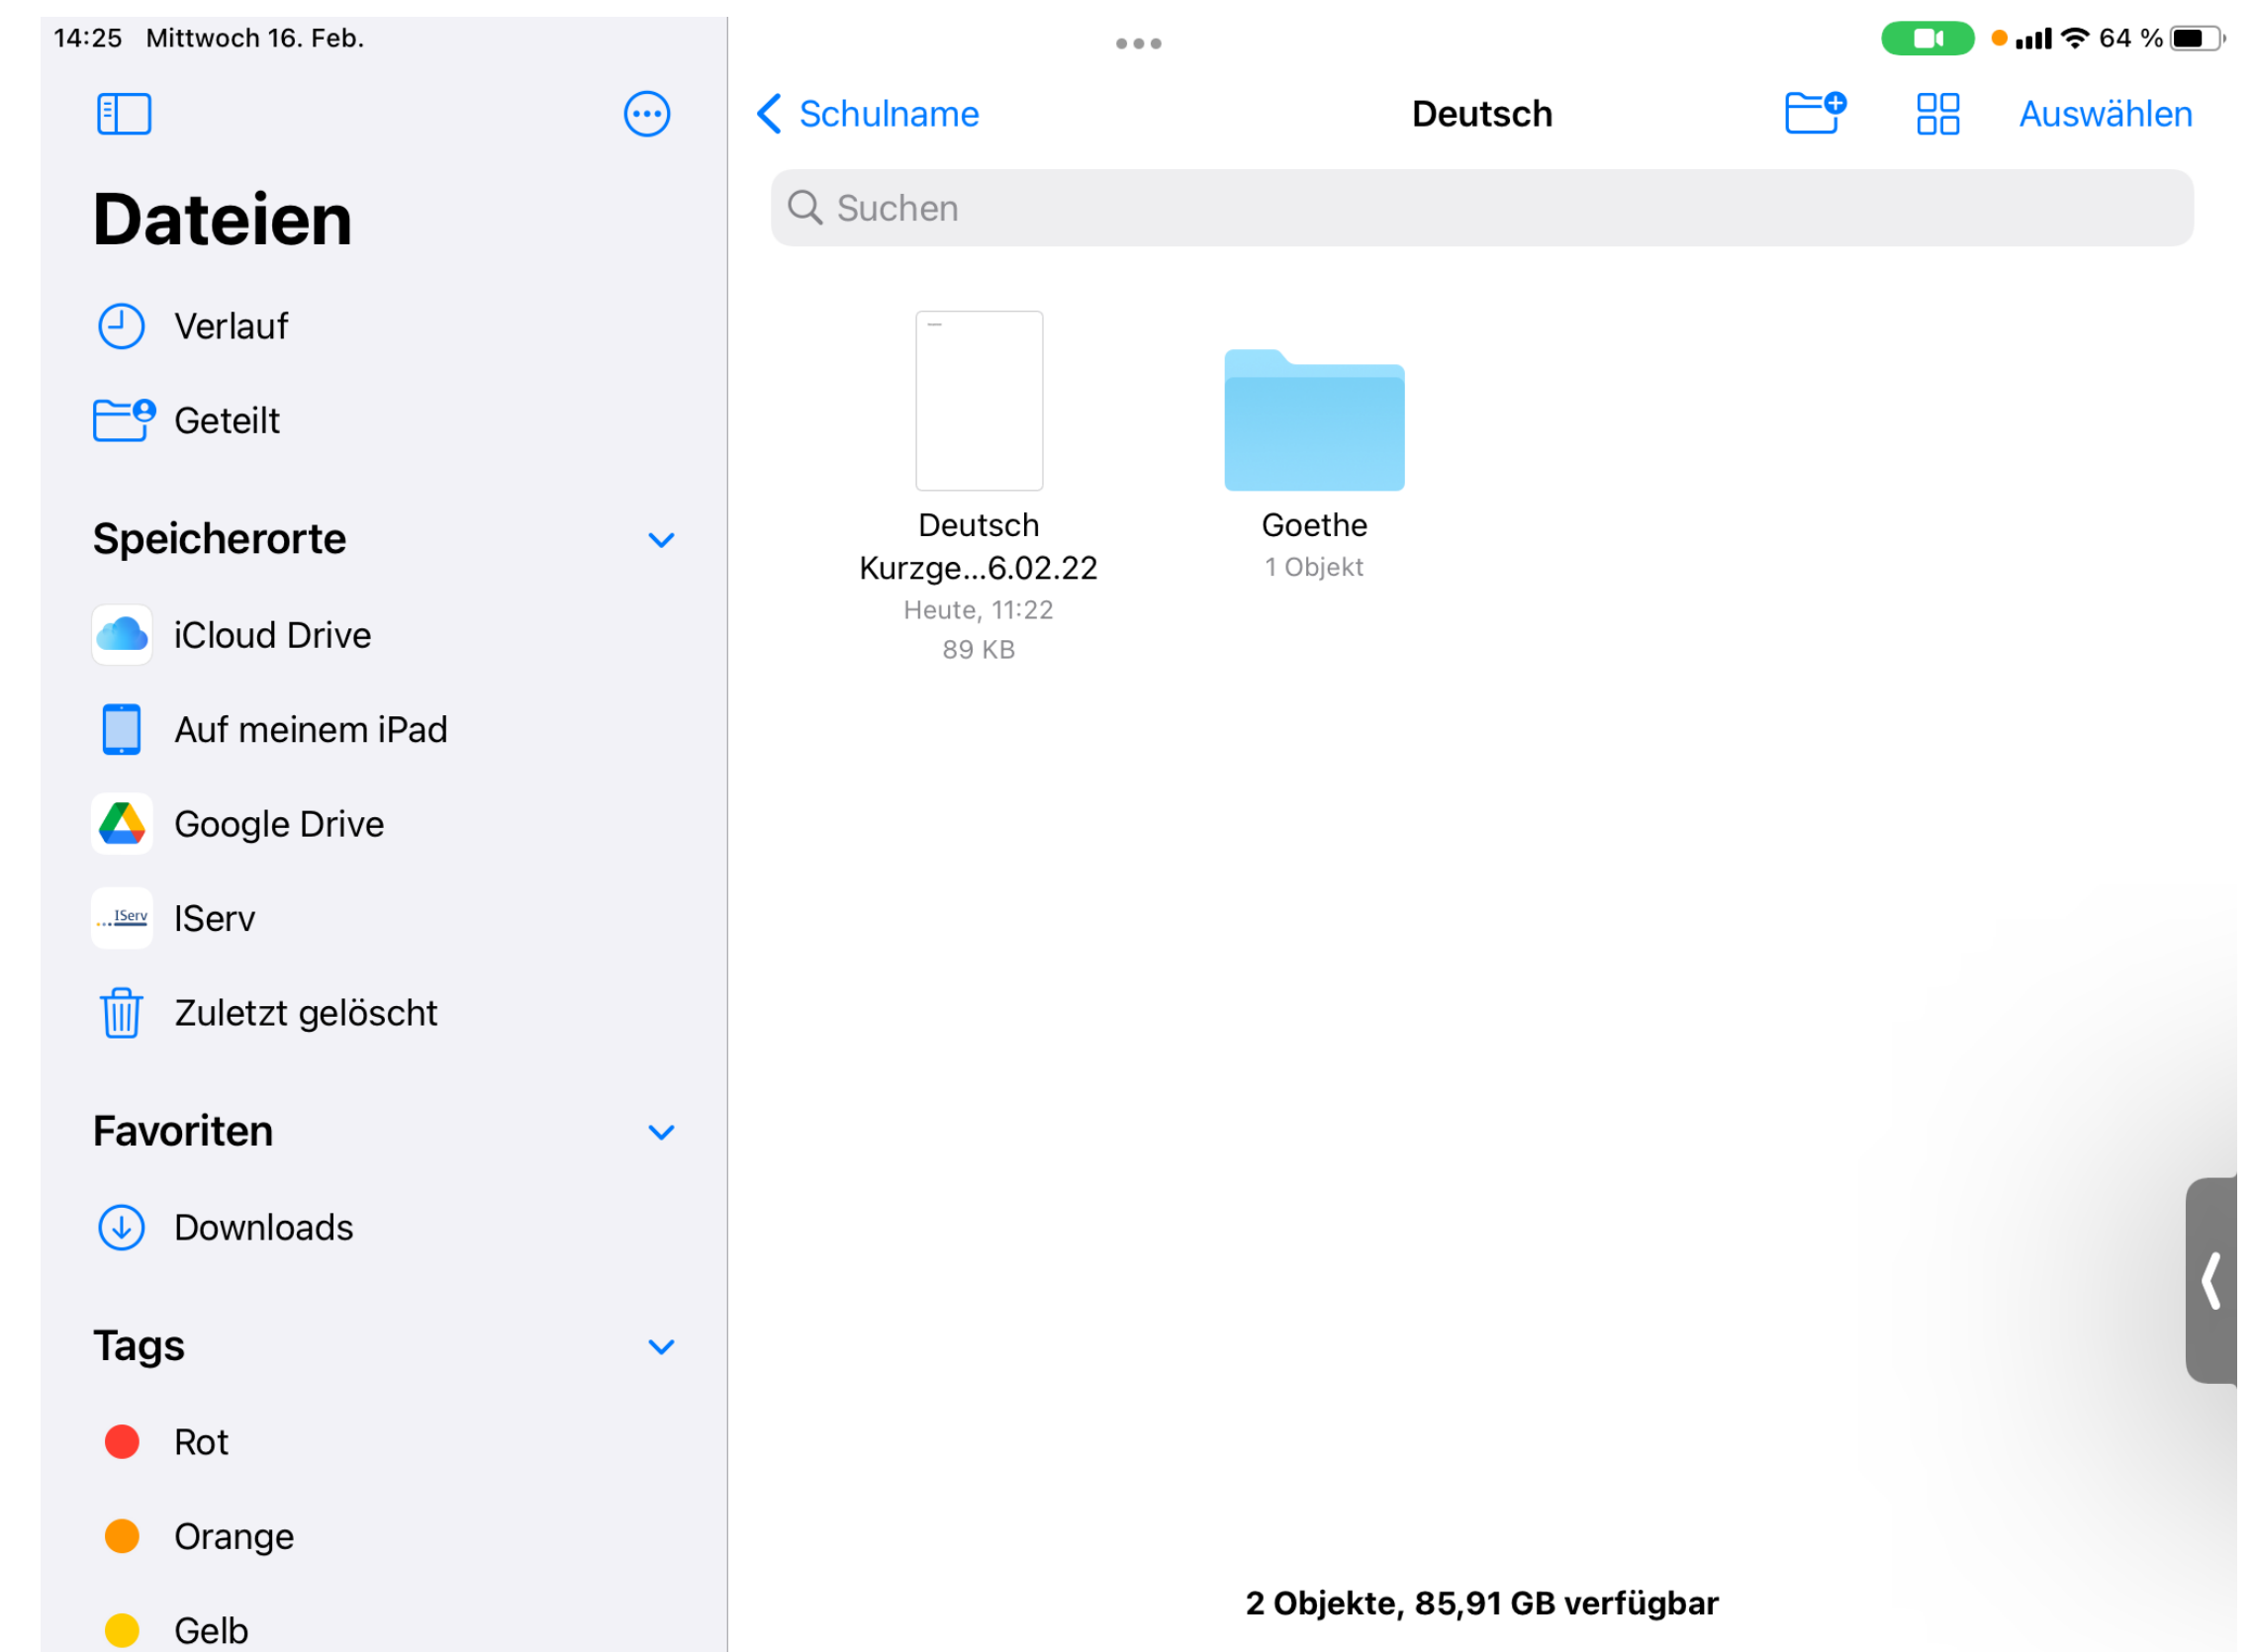 14:25 Mittwoch 16. Feb.
64 %
Dateien
Verlauf
Geteilt
Speicherorte
iCloud Drive
Auf meinem iPad
Google Drive
IServ
IServ
Zuletzt gelöscht
Favoriten
Downloads
Tags
Rot
Orange
Gelb
Schulname
Deutsch
Auswählen
Suchen
Deutsch
Kurzge...6.02.22
Heute, 11:22
89 KB
Goethe
1 Objekt
2 Objekte, 85,91 GB verfügbar